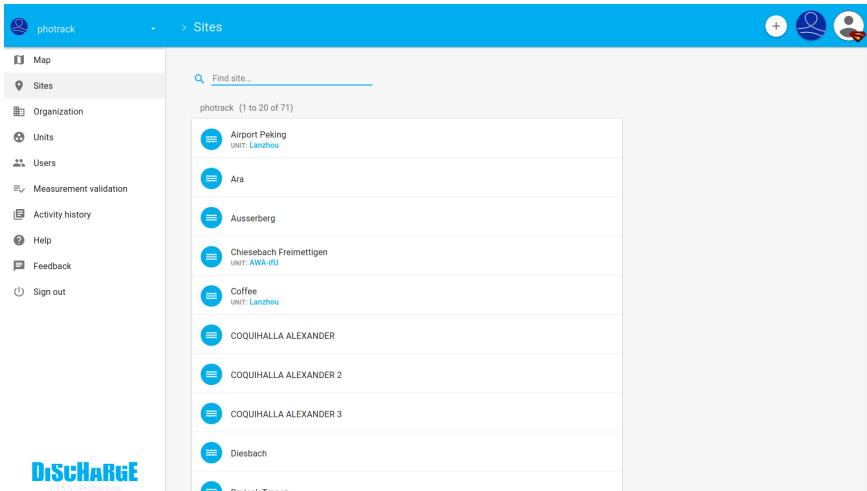 photrack
> Sites
Map
Sites
Organization
Units
Users
Measurement validation
Activity history
Help
Feedback
Sign out
Find site...
photrack (1 to 20 of 71)
Airport Peking
UNIT: Lanzhou
Ara
Ausserberg
Chiesebach Freimettigen
UNIT: AWA-ifU
Coffee
UNIT: Lanzhou
COQUIHALLA ALEXANDER
COQUIHALLA ALEXANDER 2
COQUIHALLA ALEXANDER 3
Diesbach
DiSCHARGE